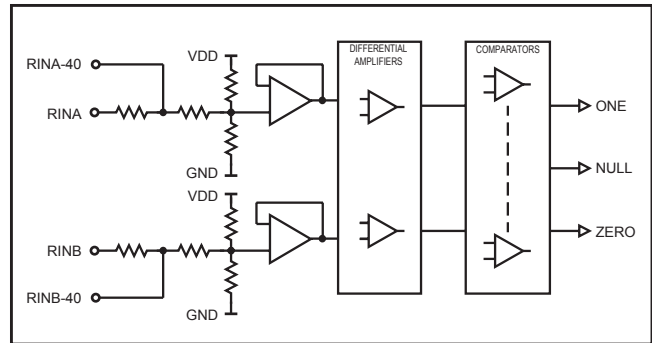 RINA-40
RINA
VDD
GND
VDD
RINB
RINB-40
GND
DIFFERENTIAL
AMPLIFIERS
COMPARATORS
ONE
NULL
ZERO